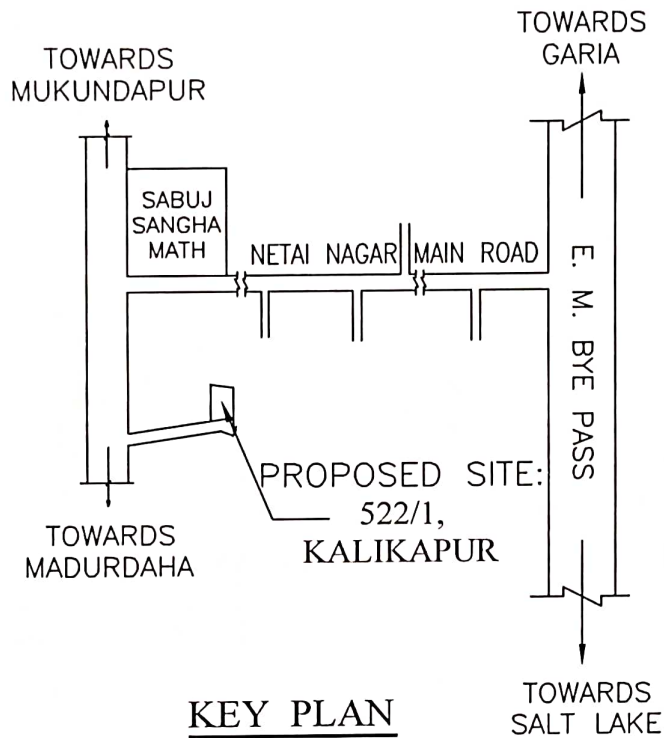 TOWARDS
GARIA
TOWARDS
MUKUNDAPUR
SABUJ
SANGHA
MATH
NETAI NAGAR MAIN ROAD
E. M. BYE PASS
PROPOSED SITE:
522/1,
KALIKAPUR
TOWARDS
MADURDAHA
KEY PLAN
TOWARDS
SALT LAKE